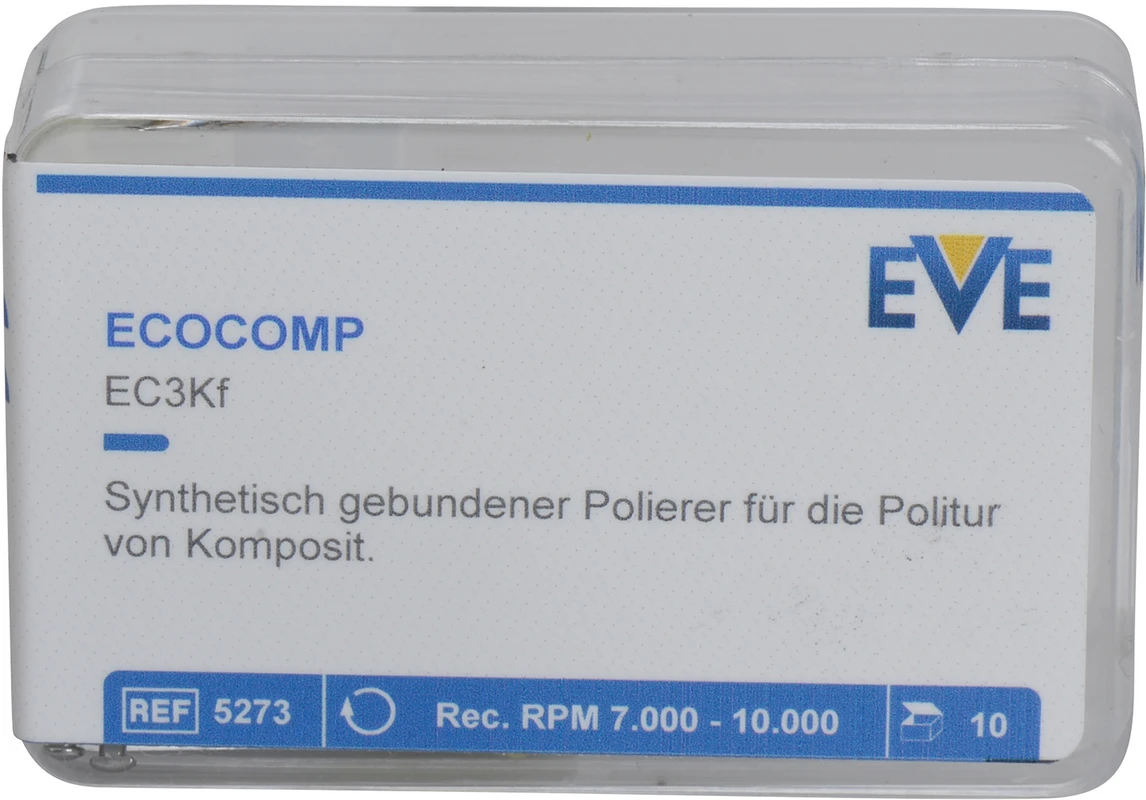 EVE
ECOCOMP
EC3Kf
Synthetisch gebundener Polierer für die Politur
von Komposit.
REF 5273 Rec. RPM 7.000 - 10.000 10